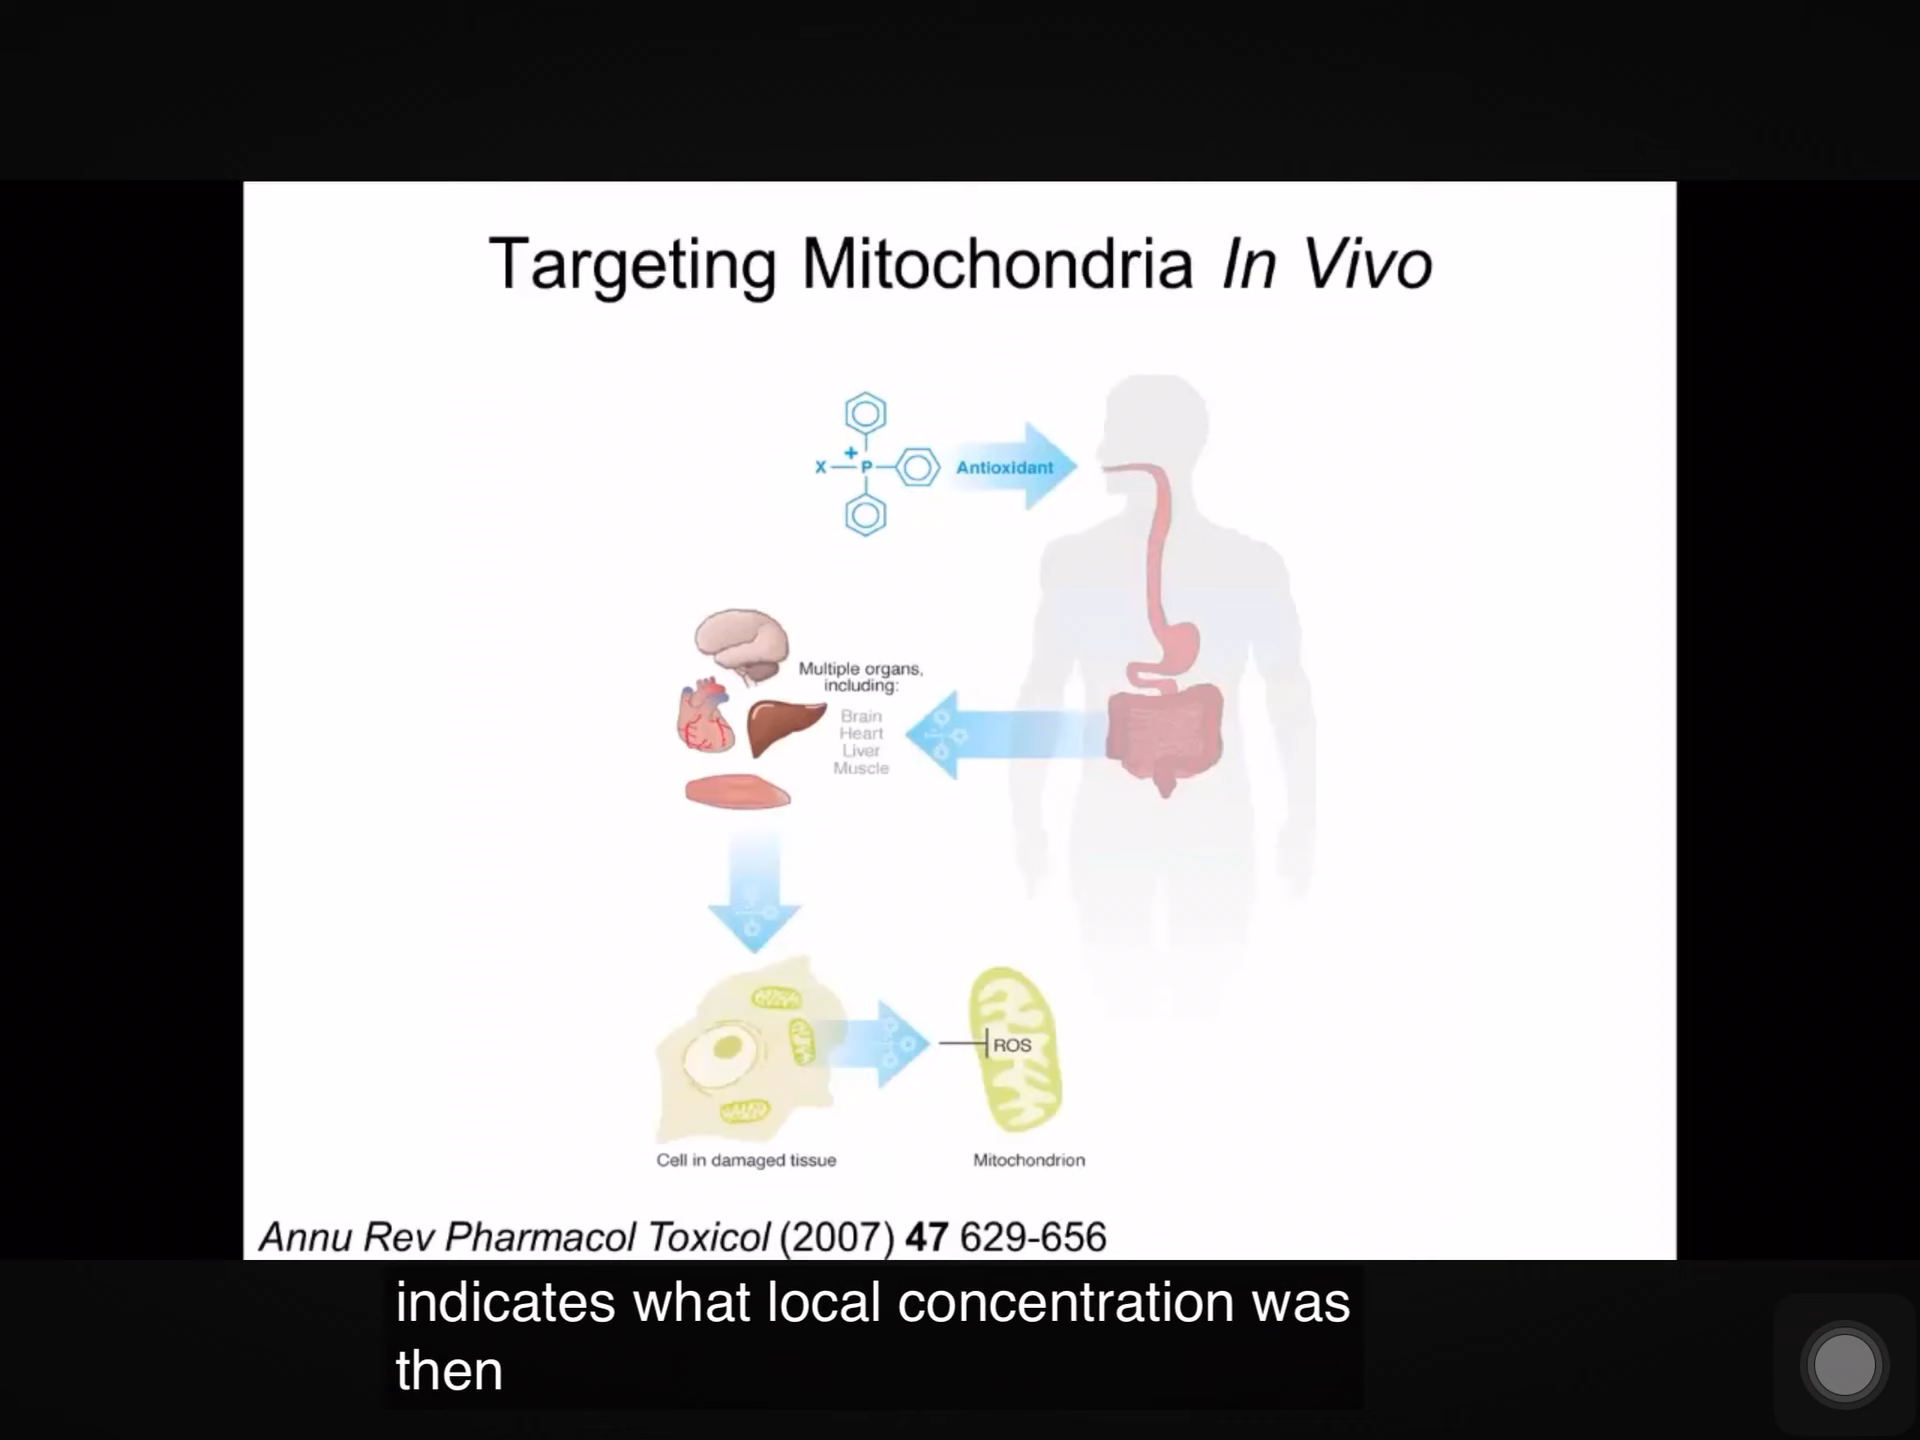 Targeting Mitochondria In Vivo
X
+
P
Antioxidant
Multiple organs,
including:
Brain
Heart
Liver
Muscle
ROS
Cell in damaged tissue
Mitochondrion
Annu Rev Pharmacol Toxicol (2007) 47 629-656
indicates what local concentration was
then